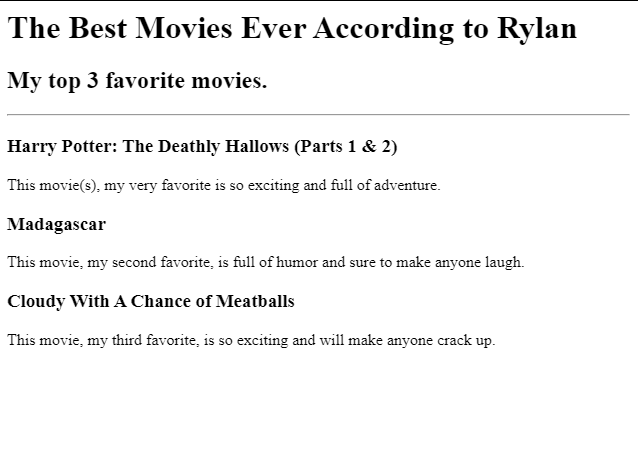 The Best Movies Ever According to Rylan
My top 3 favorite movies.
Harry Potter: The Deathly Hallows (Parts 1 & 2)
This movie(s), my very favorite is so exciting and full of adventure.
Madagascar
This movie, my second favorite, is full of humor and sure to make anyone laugh.
Cloudy With A Chance of Meatballs
This movie, my third favorite, is so exciting and will make anyone crack up.